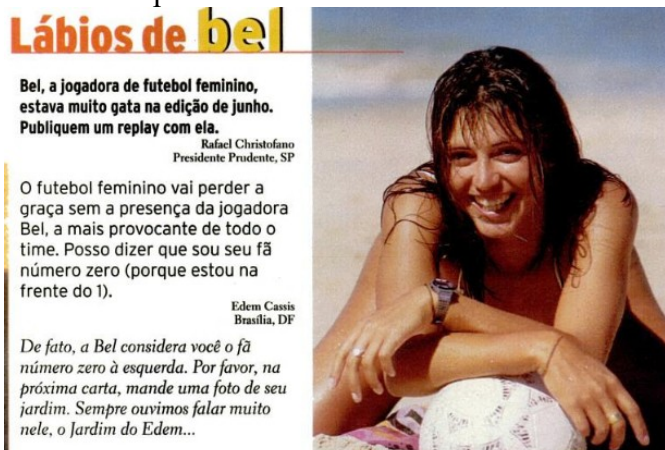 Lábios de bel
Bel, a jogadora de futebol feminino,
estava muito gata na edição de junho.
Publiquem um replay com ela.
Rafael Christofano
Presidente Prudente, SP
O futebol feminino vai perder a
graça sem a presença da jogadora
Bel, a mais provocante de todo o
time. Posso dizer que sou seu fã
número zero (porque estou na
frente do 1).
Edem Cassis
Brasília, DF
De fato, a Bel considera você o fã
número zero à esquerda. Por favor, na
próxima carta, mande uma foto de seu
jardim. Sempre ouvimos falar muito
nele, o Jardim do Edem...